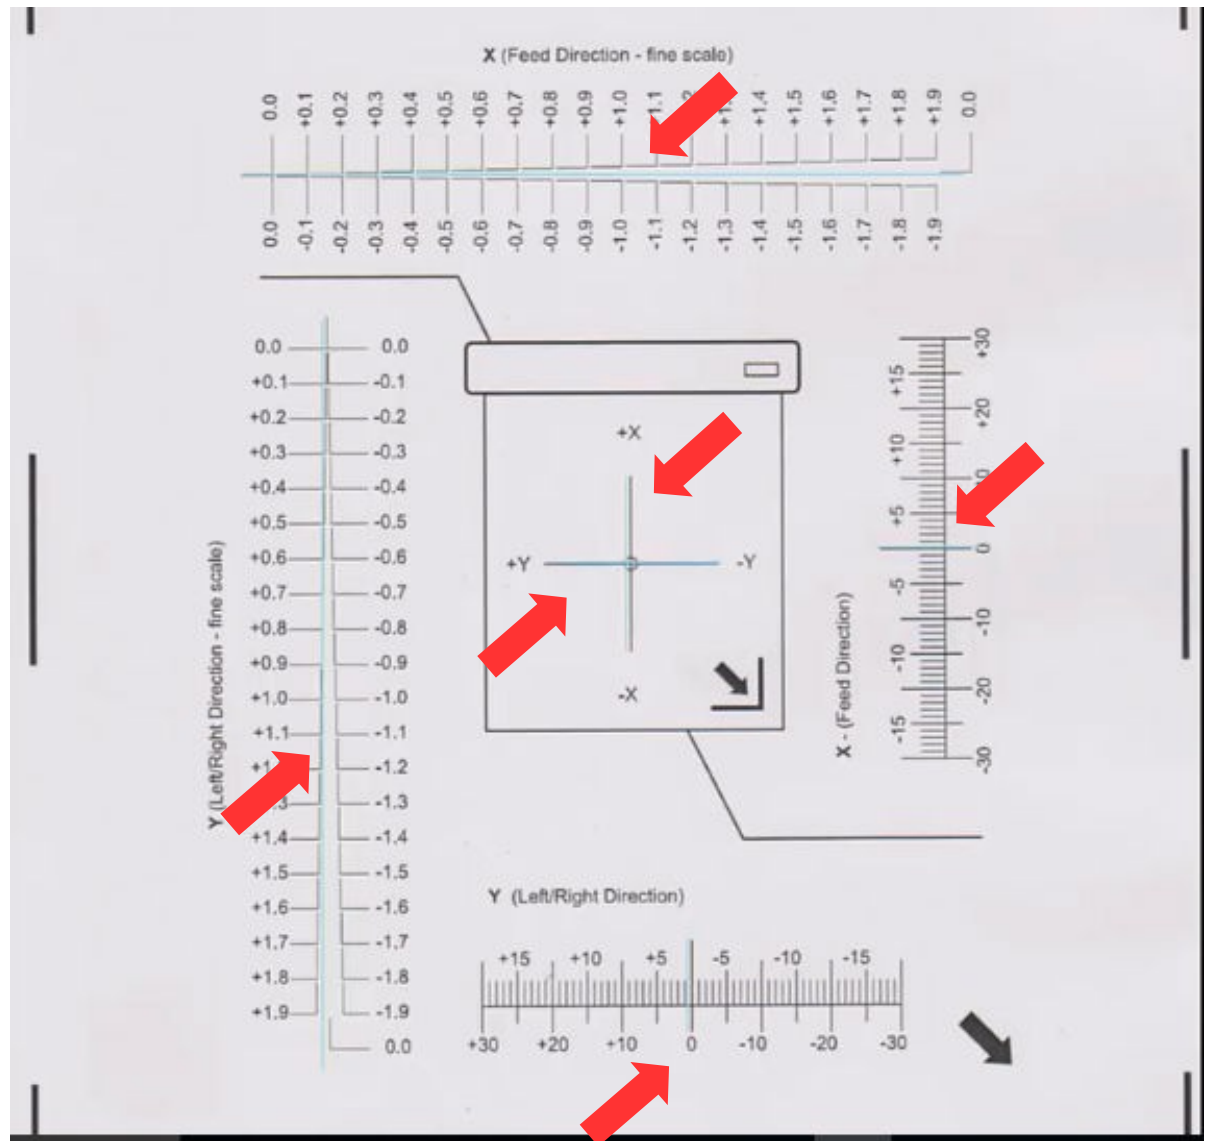 X (Feed Direction - fine scale)
0.0 +0.1 +0.2 +0.3 +0.4 +0.5 +0.6 +0.7 +0.8 +0.9 +1.0 +1.1 +1.4 +1.5 +1.6 +1.7 +1.8 +1.9 0.0
0.0 -0.1 -0.2 -0.3 -0.4 -0.5 -0.6 -0.7 -0.8 -0.9 -1.0 -1.1 -1.2 -1.3 -1.4 -1.5 -1.6 -1.7 -1.8 -1.9
Y (Left/Right Direction - fine scale)
0.0 0.0
+0.1 -0.1
+0.2 -0.2
+0.3 -0.3
+0.4 -0.4
+0.5 -0.5
+0.6 -0.6
+0.7 -0.7
+0.8 -0.8
+0.9 -0.9
+1.0 -1.0
+1.1 -1.1
-1.2
-1.3
+1.4 -1.4
+1.5 -1.5
+1.6 -1.6
+1.7 -1.7
+1.8 -1.8
+1.9 -1.9
0.0
+X
+Y -Y
-X
X - (Feed Direction)
+15 +10 +5 -5 -10 -15
+30 +20 0 -10 -20 -30
Y (Left/Right Direction)
+15 +10 +5 -5 -10 -15
+30 +20 +10 0 -10 -20 -30